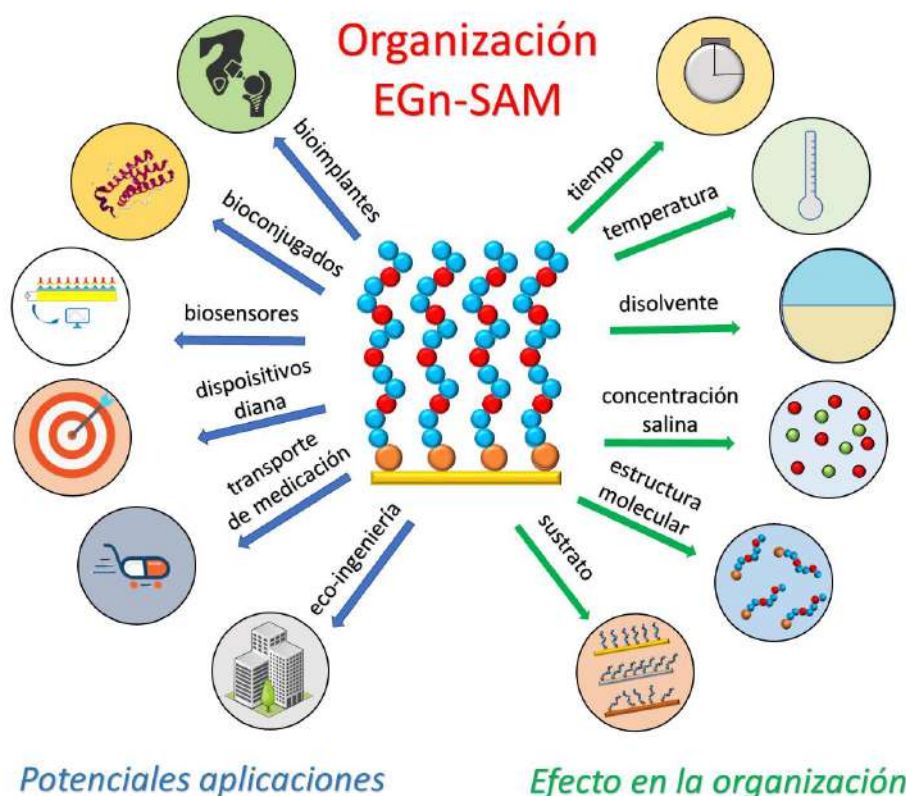 Organización
EGn-SAM
bioimplantes
bioconjugados
biosensores
dispoisitivos
diana
transporte
de medicación
eco-ingeniería
tiempo
temperatura
disolvente
concentración
salina
estructura
molecular
sustrato
Potenciales aplicaciones
Efecto en la organización